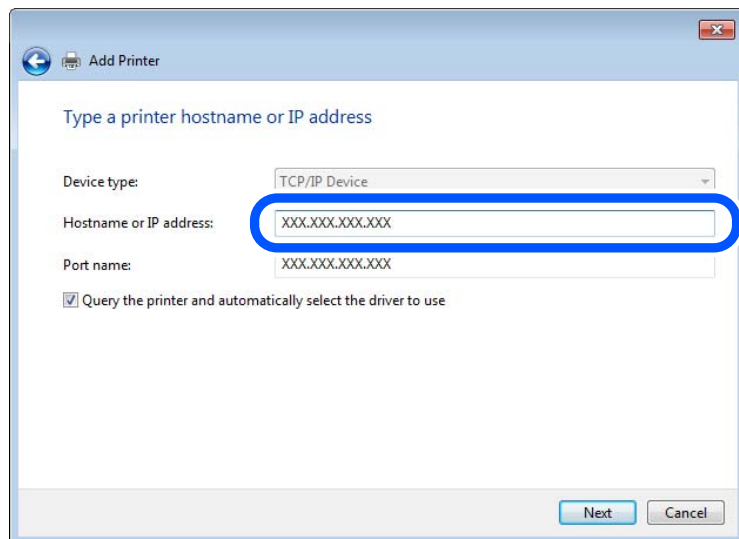 Add Printer
Type a printer hostname or IP address
Device type: TCP/IP Device
Hostname or IP address: XXX.XXX.XXX.XXX
Port name: XXX.XXX.XXX.XXX
Query the printer and automatically select the driver to use
Next Cancel